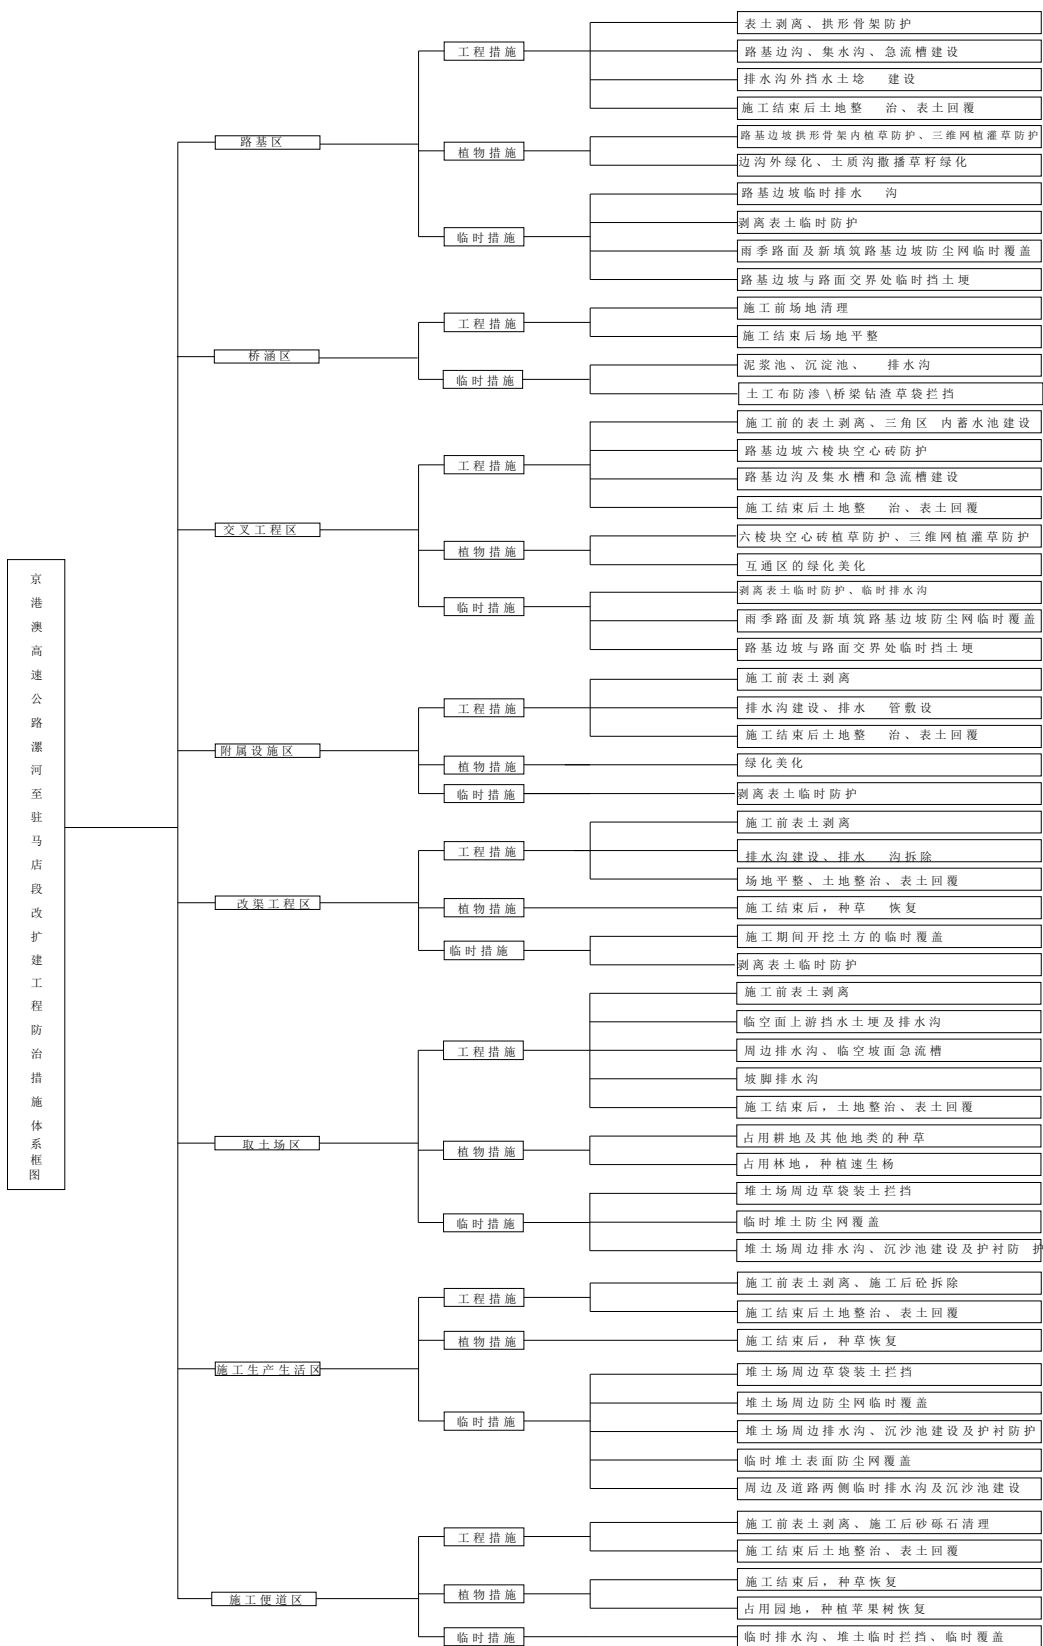 京港澳高速公路漯河至驻马店段改扩建工程防治措施体系框图
路基区
工程措施
表土剥离、拱形骨架防护
路基边沟、集水沟、急流槽建设
排水沟外挡水土埝 建设
施工结束后土地整 治、表土回覆
植物措施
路基边坡拱形骨架内植草防护、三维网植灌草防护
边沟外绿化、土质沟撒播草籽绿化
临时措施
路基边坡临时排水 沟
剥离表土临时防护
雨季路面及新填筑路基边坡防尘网临时覆盖
路基边坡与路面交界处临时挡土埂
桥涵区
工程措施
施工前场地清理
施工结束后场地平整
临时措施
泥浆池、沉淀池、 排水沟
土工布防渗\桥梁钻渣草袋拦挡
交叉工程区
工程措施
施工前的表土剥离、三角区 内蓄水池建设
路基边坡六棱块空心砖防护
路基边沟及集水槽和急流槽建设
施工结束后土地整 治、表土回覆
植物措施
六棱块空心砖植草防护、三维网植灌草防护
互通区的绿化美化
临时措施
剥离表土临时防护、临时排水沟
雨季路面及新填筑路基边坡防尘网临时覆盖
路基边坡与路面交界处临时挡土埂
附属设施区
工程措施
施工前表土剥离
排水沟建设、排水 管敷设
施工结束后土地整 治、表土回覆
植物措施
绿化美化
临时措施
剥离表土临时防护
改渠工程区
工程措施
施工前表土剥离
排水沟建设、排水 沟拆除
场地平整、土地整治、表土回覆
植物措施
施工结束后，种草 恢复
临时措施
施工期间开挖土方的临时覆盖
剥离表土临时防护
取土场区
工程措施
施工前表土剥离
临空面上游挡水土埂及排水沟
周边排水沟、临空坡面急流槽
坡脚排水沟
施工结束后，土地整治、表土回覆
植物措施
占用耕地及其他地类的种草
占用林地，种植速生杨
临时措施
堆土场周边草袋装土拦挡
临时堆土防尘网覆盖
堆土场周边排水沟、沉沙池建设及护衬防 护
施工生产生活区
工程措施
施工前表土剥离、施工后砼拆除
施工结束后土地整治、表土回覆
植物措施
施工结束后，种草恢复
临时措施
堆土场周边草袋装土拦挡
堆土场周边防尘网临时覆盖
堆土场周边排水沟、沉沙池建设及护衬防护
临时堆土表面防尘网覆盖
周边及道路两侧临时排水沟及沉沙池建设
施工便道区
工程措施
施工前表土剥离、施工后砂砾石清理
施工结束后土地整治、表土回覆
植物措施
施工结束后，种草恢复
占用园地，种植苹果树恢复
临时措施
临时排水沟、堆土临时拦挡、临时覆盖